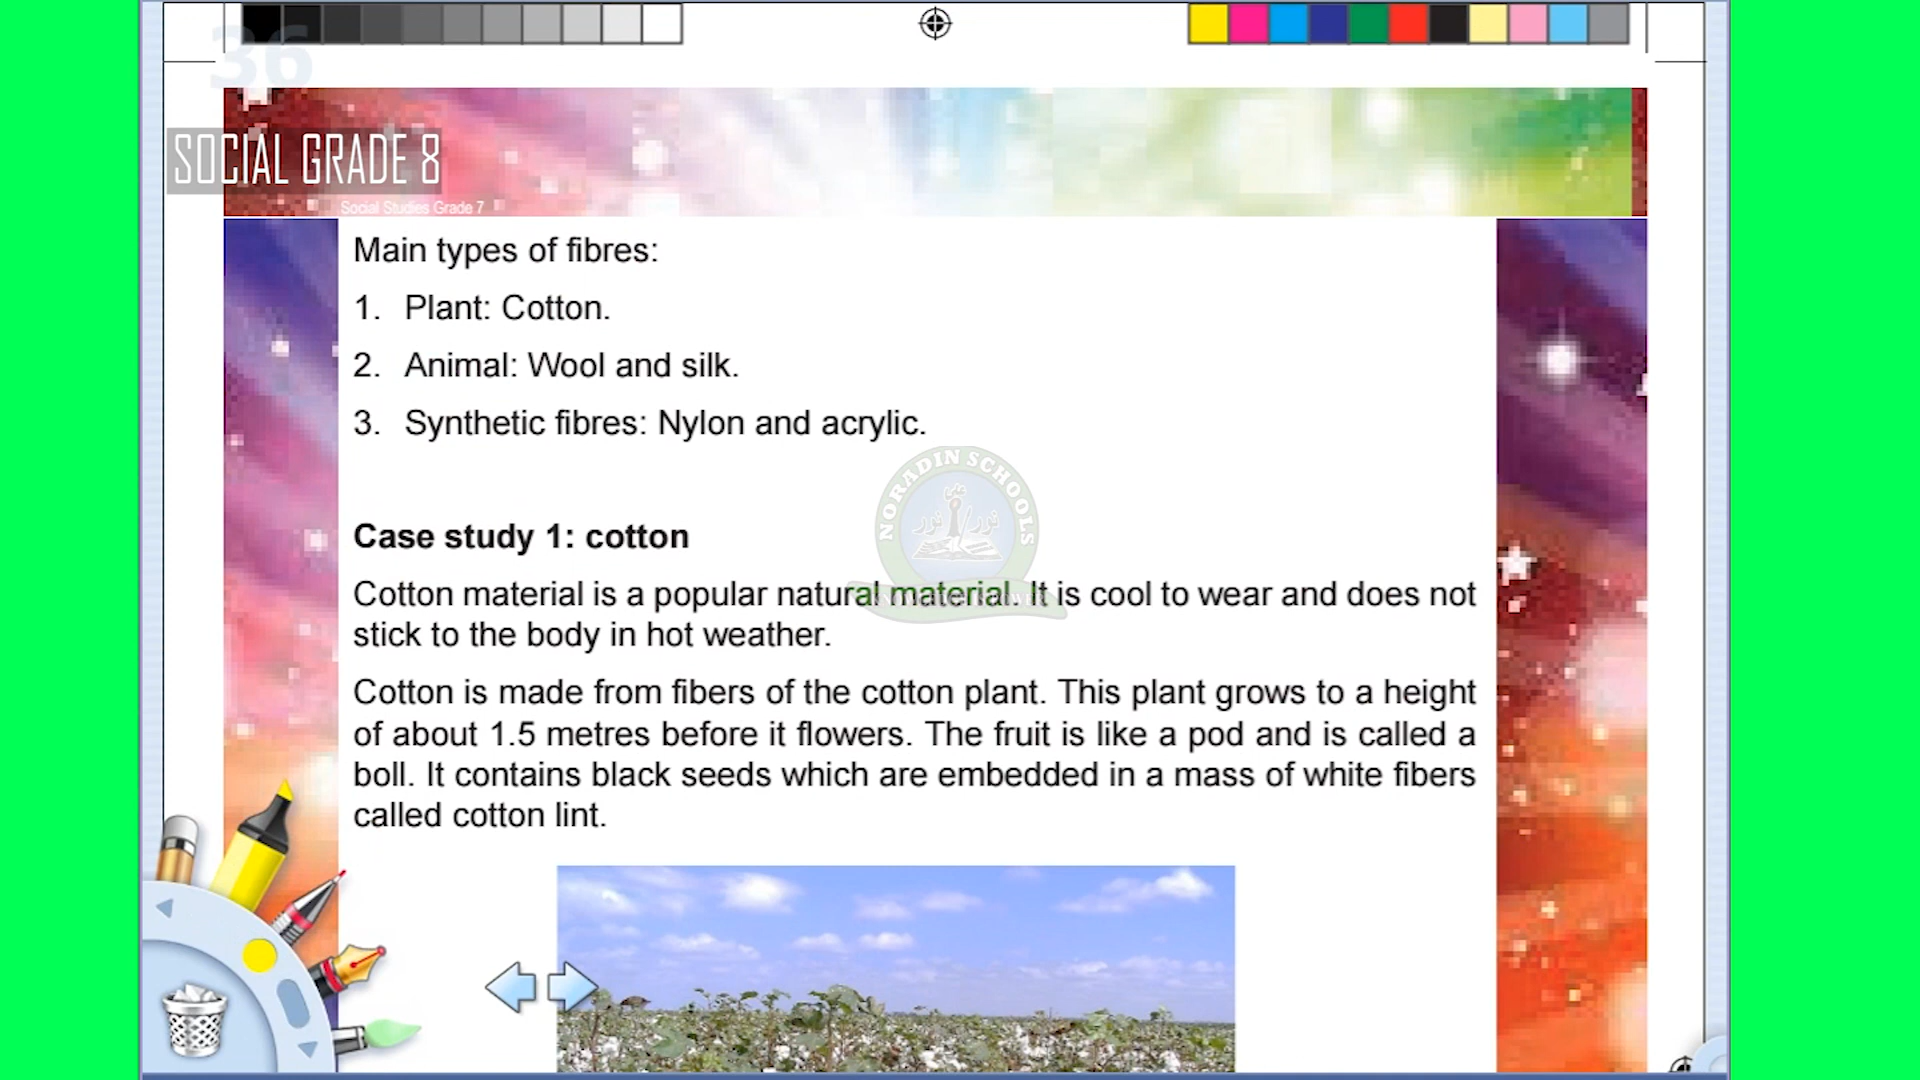 36
SOCIAL GRADE 8
Social Studies Grade 7
Main types of fibres:
1. Plant: Cotton.
2. Animal: Wool and silk.
3. Synthetic fibres: Nylon and acrylic.
NORADIN SCHOOLS
Case study 1: cotton
Cotton material is a popular natural material. It is cool to wear and does not
stick to the body in hot weather.
Cotton is made from fibers of the cotton plant. This plant grows to a height
of about 1.5 metres before it flowers. The fruit is like a pod and is called a
boll. It contains black seeds which are embedded in a mass of white fibers
called cotton lint.